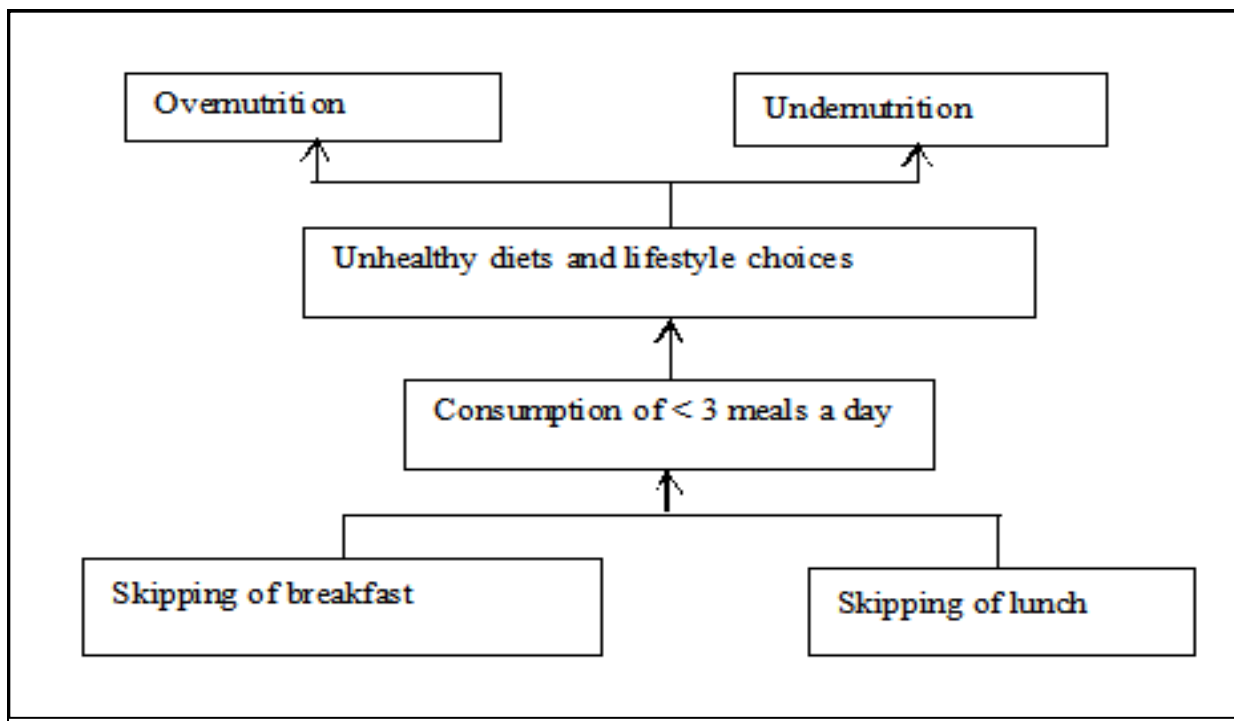 Overnutrition
Undernutrition
Unhealthy diets and lifestyle choices
Consumption of < 3 meals a day
Skipping of breakfast
Skipping of lunch